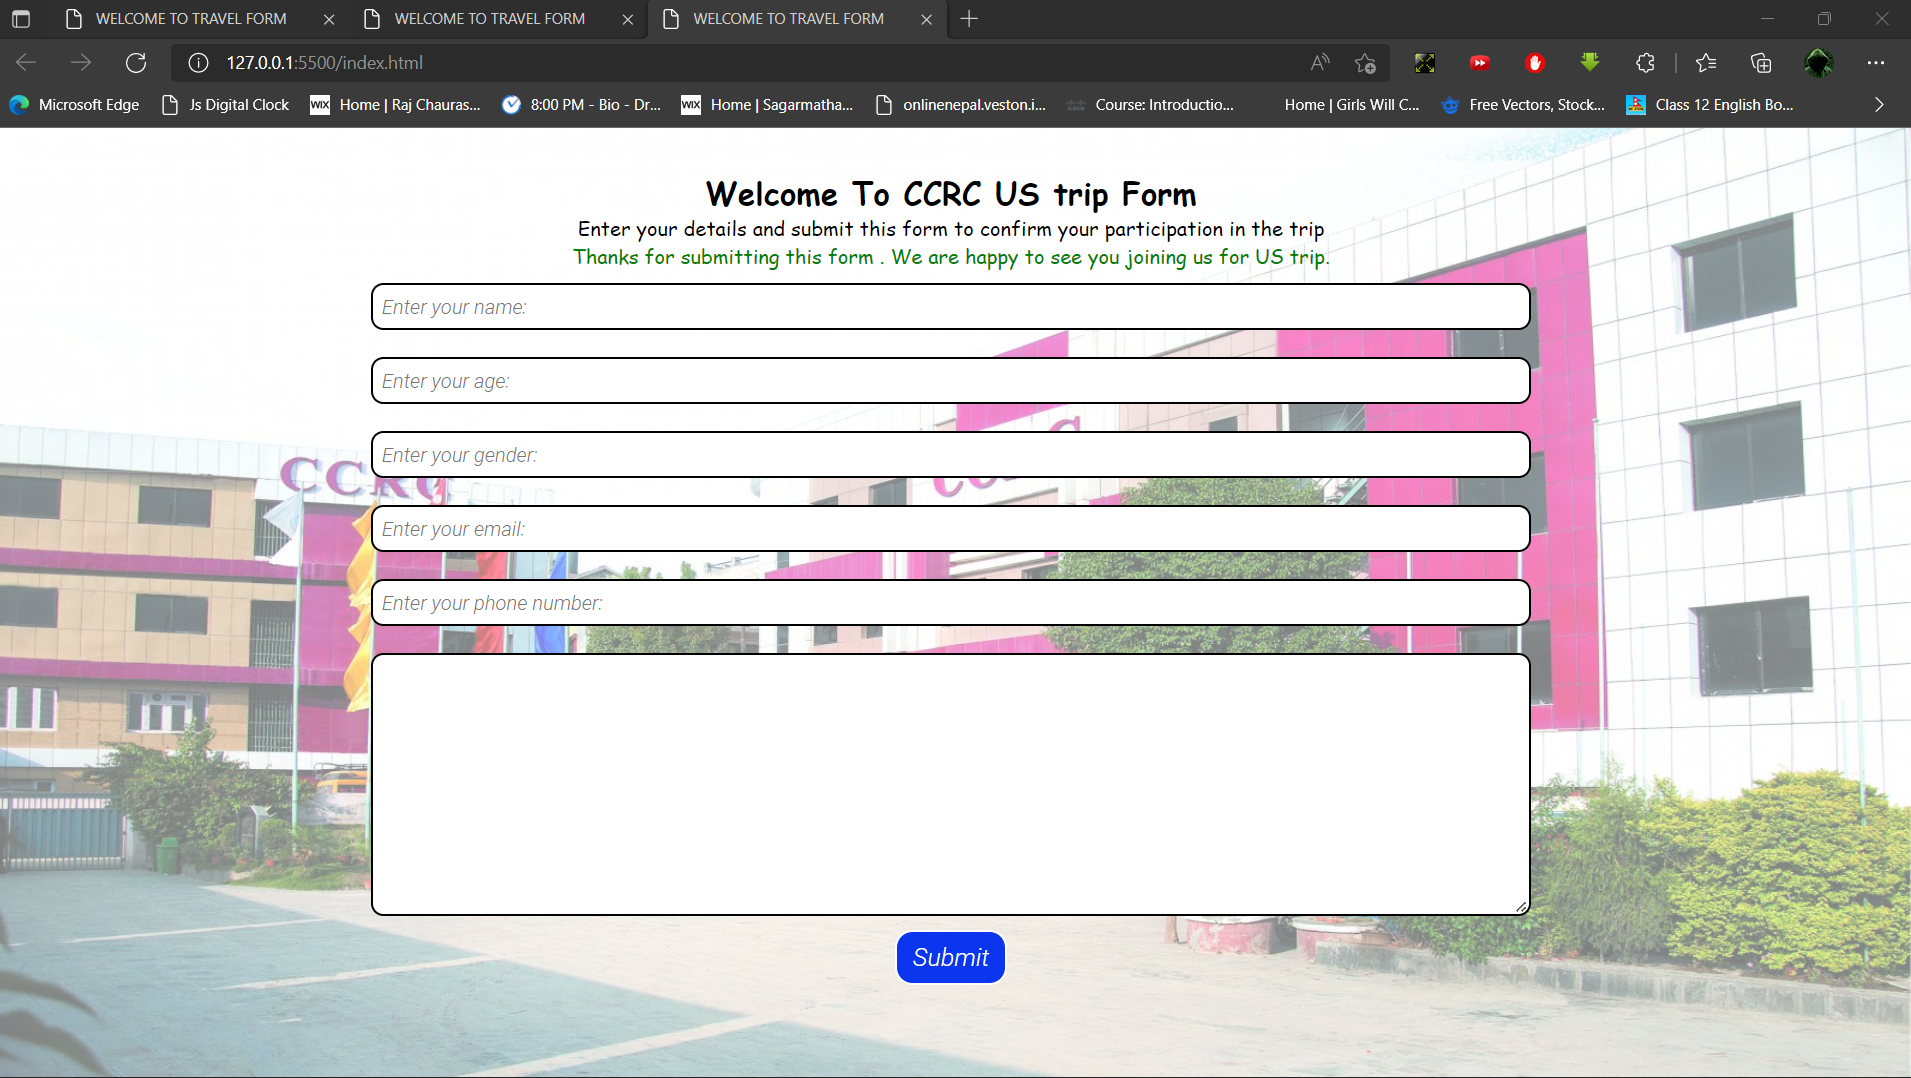 WELCOME TO TRAVEL FORM
WELCOME TO TRAVEL FORM
WELCOME TO TRAVEL FORM
127.0.0.1:5500/index.html
Microsoft Edge
Js Digital Clock
WIX Home | Raj Chauras...
8:00 PM - Bio - Dr...
WIX Home | Sagarmatha...
onlinenepal.veston.i...
Course: Introductio...
Home | Girls Will C...
Free Vectors, Stock...
Class 12 English Bo...
Welcome To CCRC US trip Form
Enter your details and submit this form to confirm your participation in the trip
Thanks for submitting this form . We are happy to see you joining us for US trip.
Enter your name:
Enter your age:
Enter your gender:
CCRC
Enter your email:
Enter your phone number:
Submit